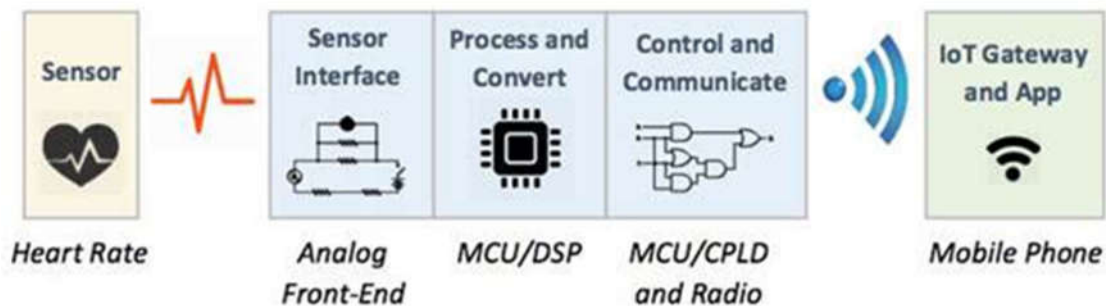 Sensor
Sensor
Interface
Process and
Convert
Control and
Communicate
IoT Gateway
and App
Heart Rate
Analog
Front-End
MCU/DSP
MCU/CPLD
and Radio
Mobile Phone